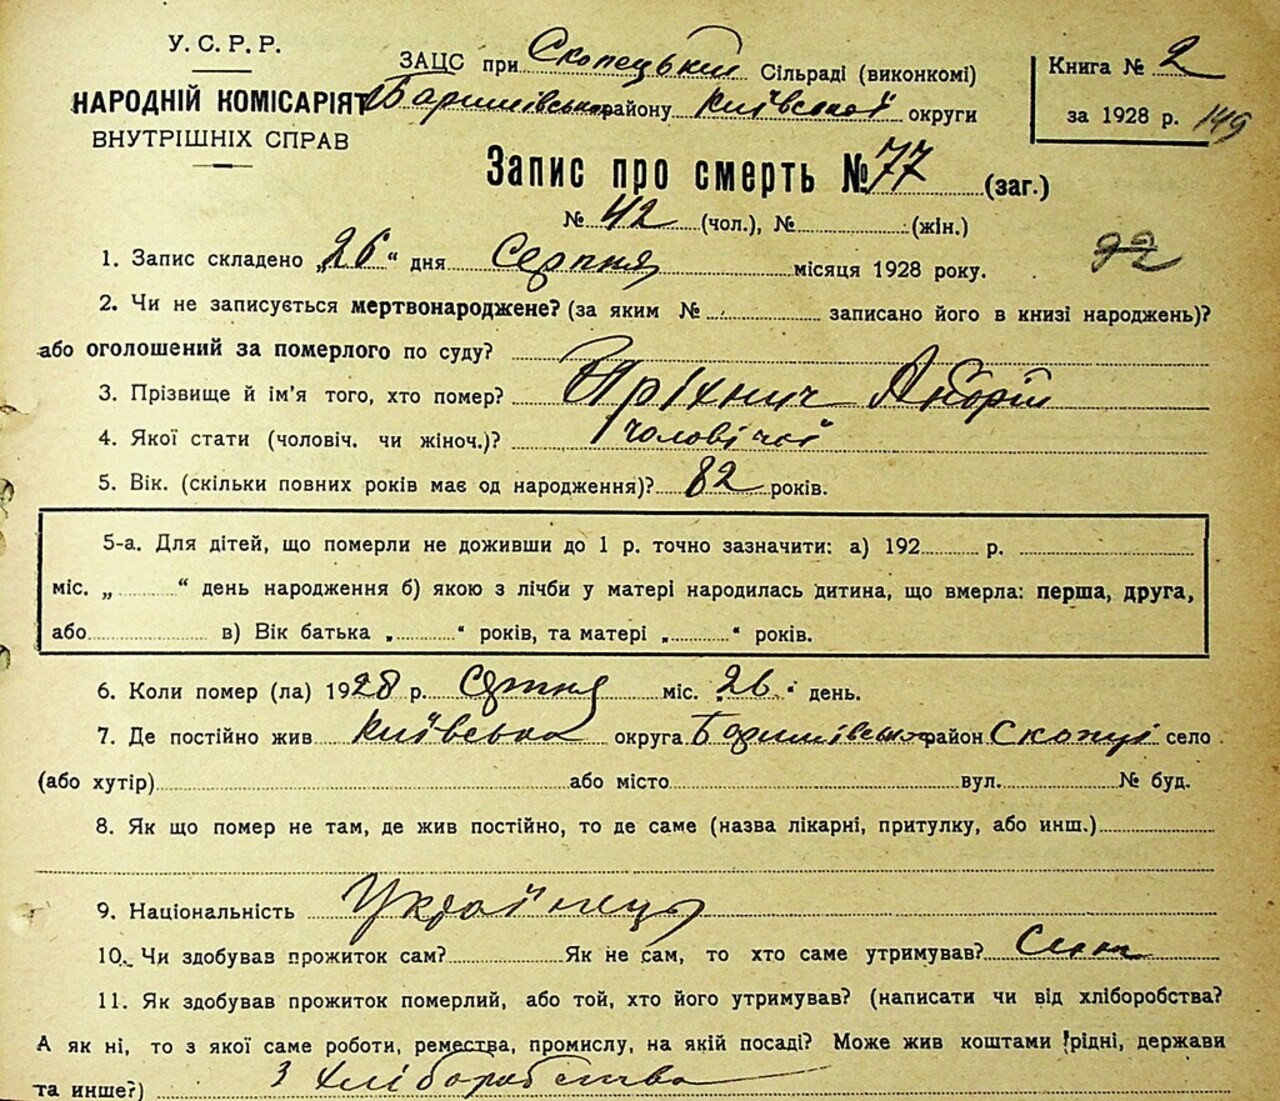 У. С. Р. Р.
НАРОДНІЙ КОМІСАРІЯТ
ВНУТРІШНІХ СПРАВ
ЗАЦС при Скопецький Сільраді (виконкомі)
Баришівського району Київської округи
Книга № 2
за 1928 р. 149
Запис про смерть № 77 (заг.)
№ 42 (чол.), № (жін.)
92
1. Запис складено „26“ дня Серпня місяця 1928 року.
2. Чи не записується мертвонароджене? (за яким № записано його в книзі народжень)?
або оголошений за померлого по суду?
3. Прізвище й ім'я того, хто помер?
4. Якої стати (чоловіч. чи жіноч.)? чоловічої
5. Вік. (скільки повних років має од народження)? 82 років.
5-а. Для дітей, що померли не доживши до 1 р. точно зазначити: а) 192 р.
міс. „ “ день народження б) якою з лічби у матері народилась дитина, що вмерла: перша, друга,
або в) Вік батька „ “ років, та матері „ “ років.
6. Коли помер (ла) 1928 р. Серпня міс. „26“ день.
7. Де постійно жив Київська округа Баришівського район Скопці село
(або хутір) або місто вул. № буд.
8. Як що помер не там, де жив постійно, то де саме (назва лікарні, притулку, або инш.)
9. Національність Українець
10. Чи здобував прожиток сам? Як не сам, то хто саме утримував? Син
11. Як здобував прожиток померлий, або той, хто його утримував? (написати чи від хліборобства?
А як ні, то з якої саме роботи, ремества, промислу, на якій посаді? Може жив коштами рідні, держави
та инше?) З хліборобства